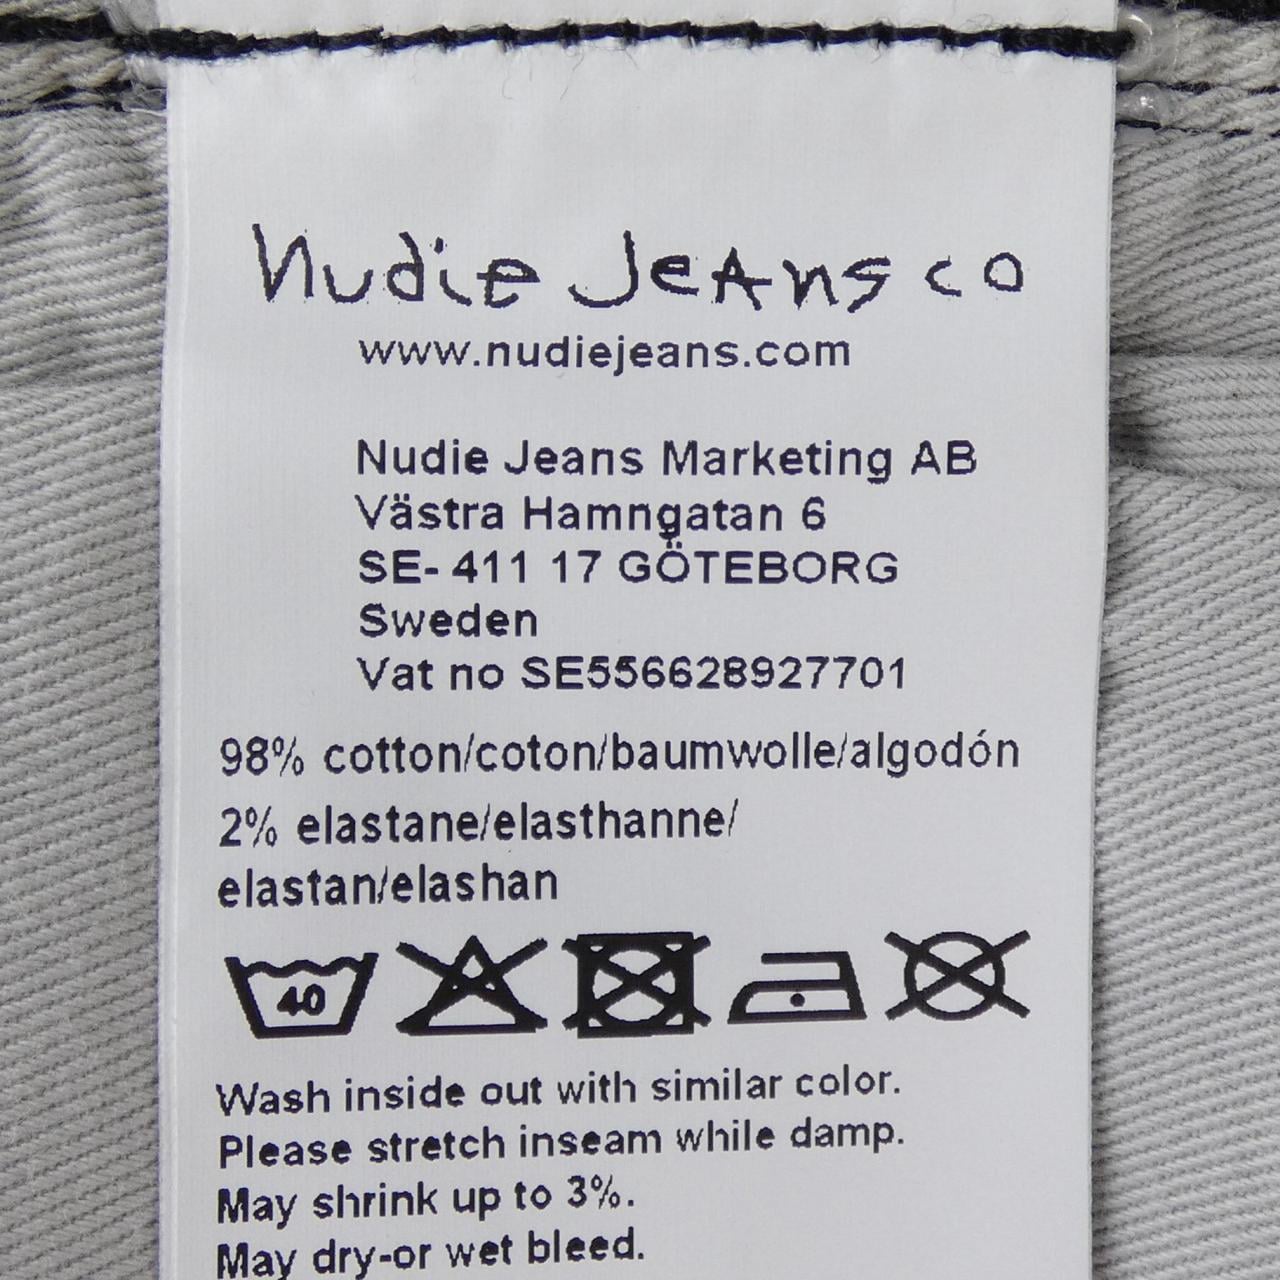 Nudie Jeans co
www.nudiejeans.com
Nudie Jeans Marketing AB
Västra Hamngatan 6
SE- 411 17 GÖTEBORG
Sweden
Vat no SE556628927701
98% cotton/coton/baumwolle/algodón
2% elastane/elasthanne/
elastan/elashan
40
Wash inside out with similar color.
Please stretch inseam while damp.
May shrink up to 3%.
May dry-or wet bleed.